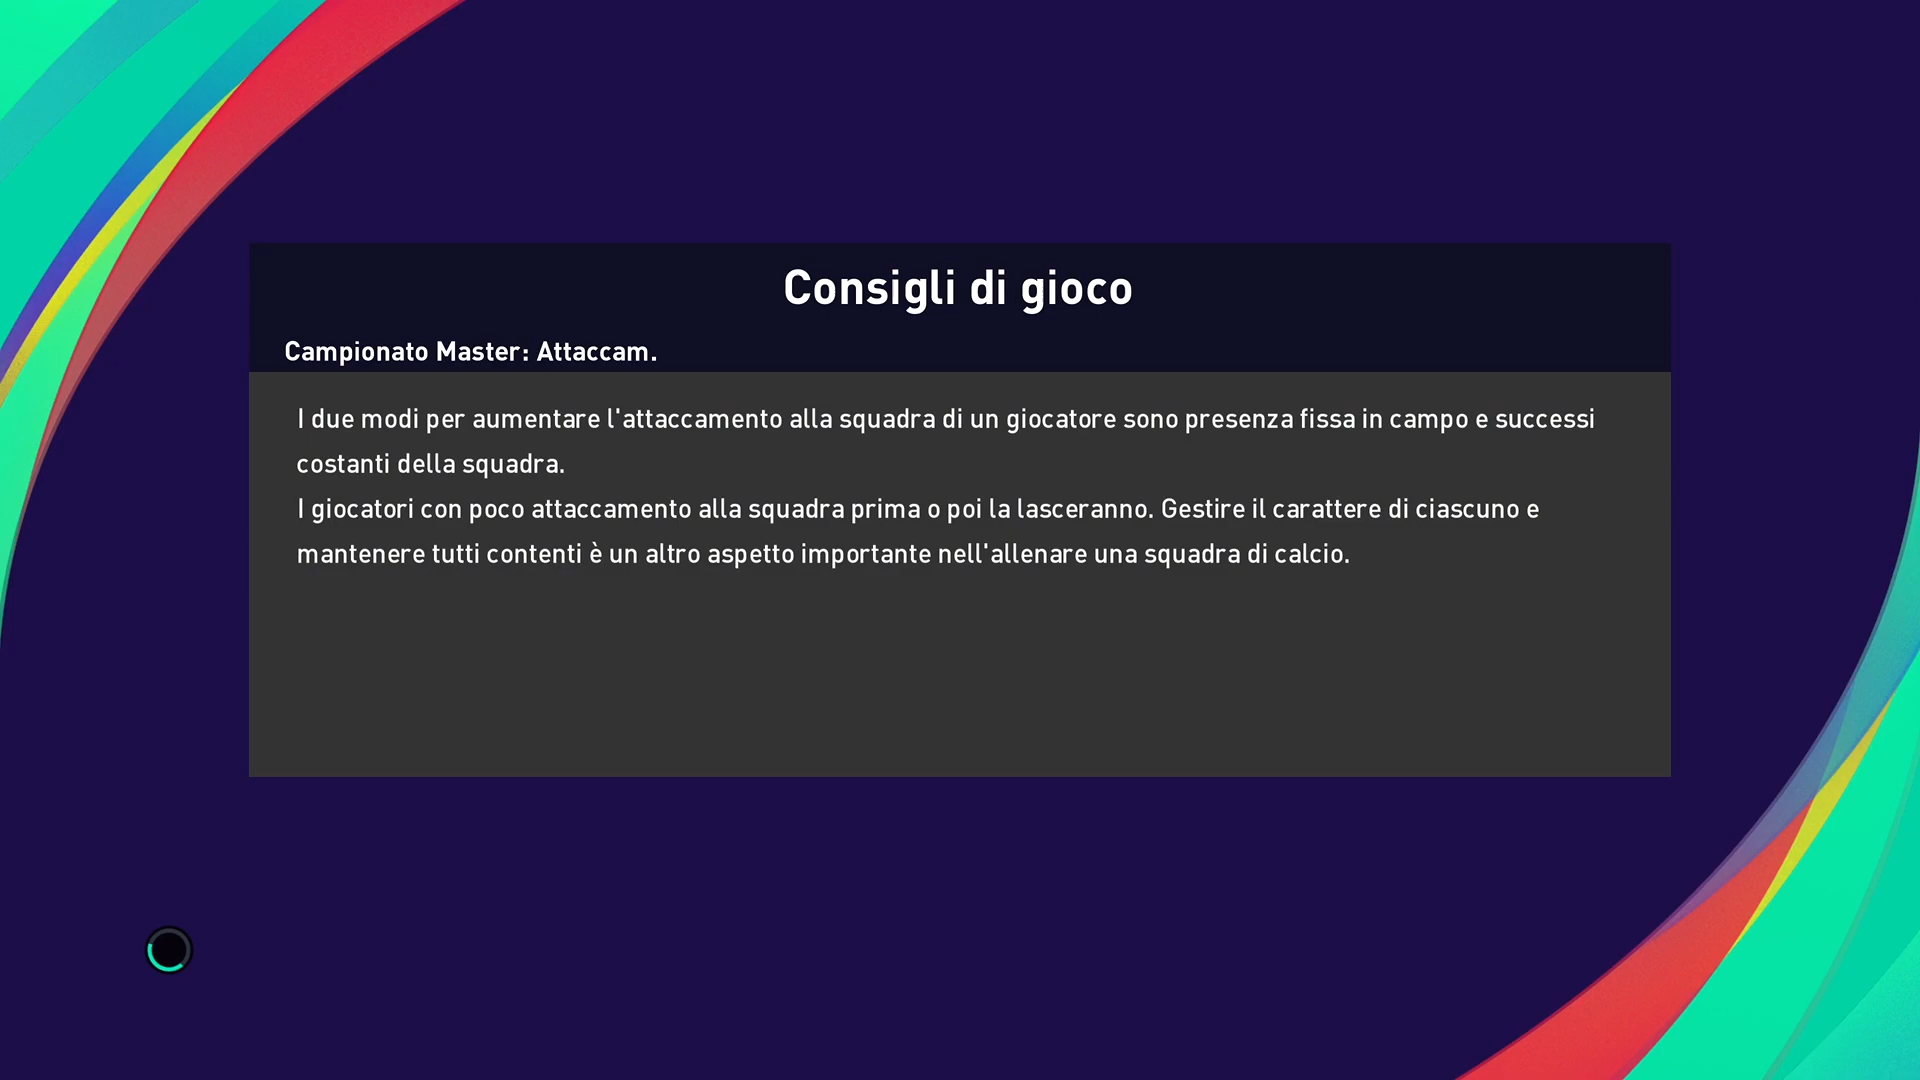 Consigli di gioco
Campionato Master: Attaccam.
I due modi per aumentare l'attaccamento alla squadra di un giocatore sono presenza fissa in campo e successi
costanti della squadra.
I giocatori con poco attaccamento alla squadra prima o poi la lasceranno. Gestire il carattere di ciascuno e
mantenere tutti contenti è un altro aspetto importante nell'allenare una squadra di calcio.